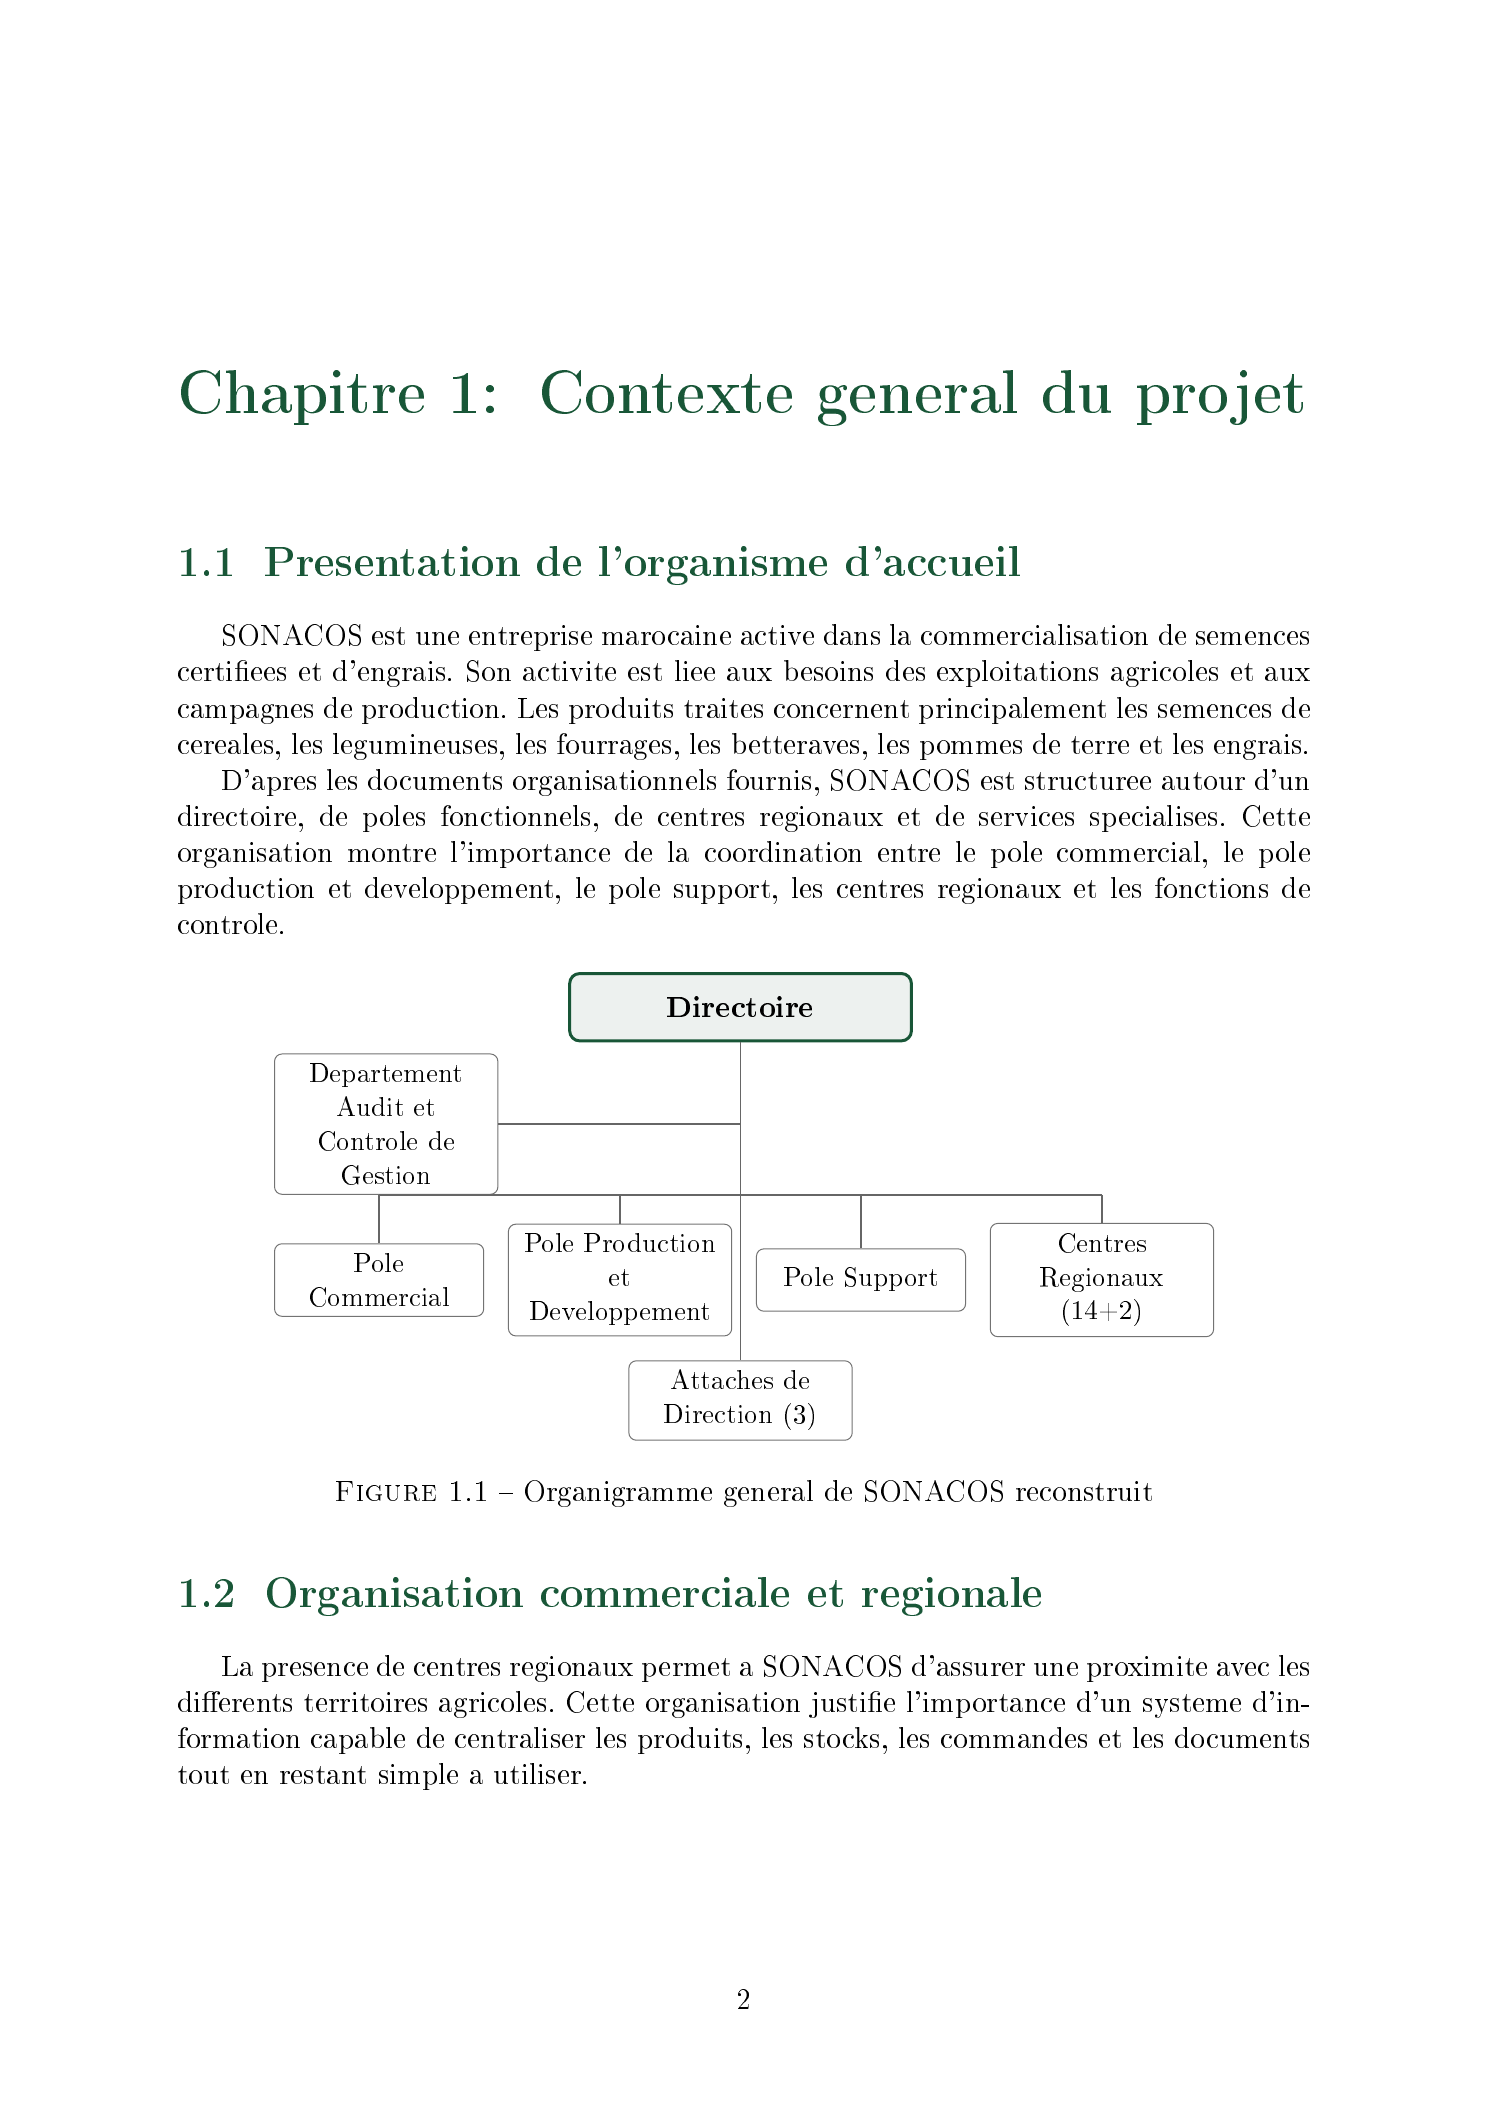 Chapitre 1: Contexte general du projet
1.1 Presentation de l'organisme d'accueil
SONACOS est une entreprise marocaine active dans la commercialisation de semences
certifiees et d'engrais. Son activite est liee aux besoins des exploitations agricoles et aux
campagnes de production. Les produits traites concernent principalement les semences de
cereales, les legumineuses, les fourrages, les betteraves, les pommes de terre et les engrais.
D'apres les documents organisationnels fournis, SONACOS est structuree autour d'un
directoire, de poles fonctionnels, de centres regionaux et de services specialises. Cette
organisation montre l'importance de la coordination entre le pole commercial, le pole
production et developpement, le pole support, les centres regionaux et les fonctions de
controle.
Directoire
Departement
Audit et
Controle de
Gestion
Pole
Commercial
Pole Production
et
Developpement
Pole Support
Centres
Regionaux
(14+2)
Attaches de
Direction (3)
FIGURE 1.1 – Organigramme general de SONACOS reconstruit
1.2 Organisation commerciale et regionale
La presence de centres regionaux permet a SONACOS d'assurer une proximite avec les
differents territoires agricoles. Cette organisation justifie l'importance d'un systeme d'in-
formation capable de centraliser les produits, les stocks, les commandes et les documents
tout en restant simple a utiliser.
2